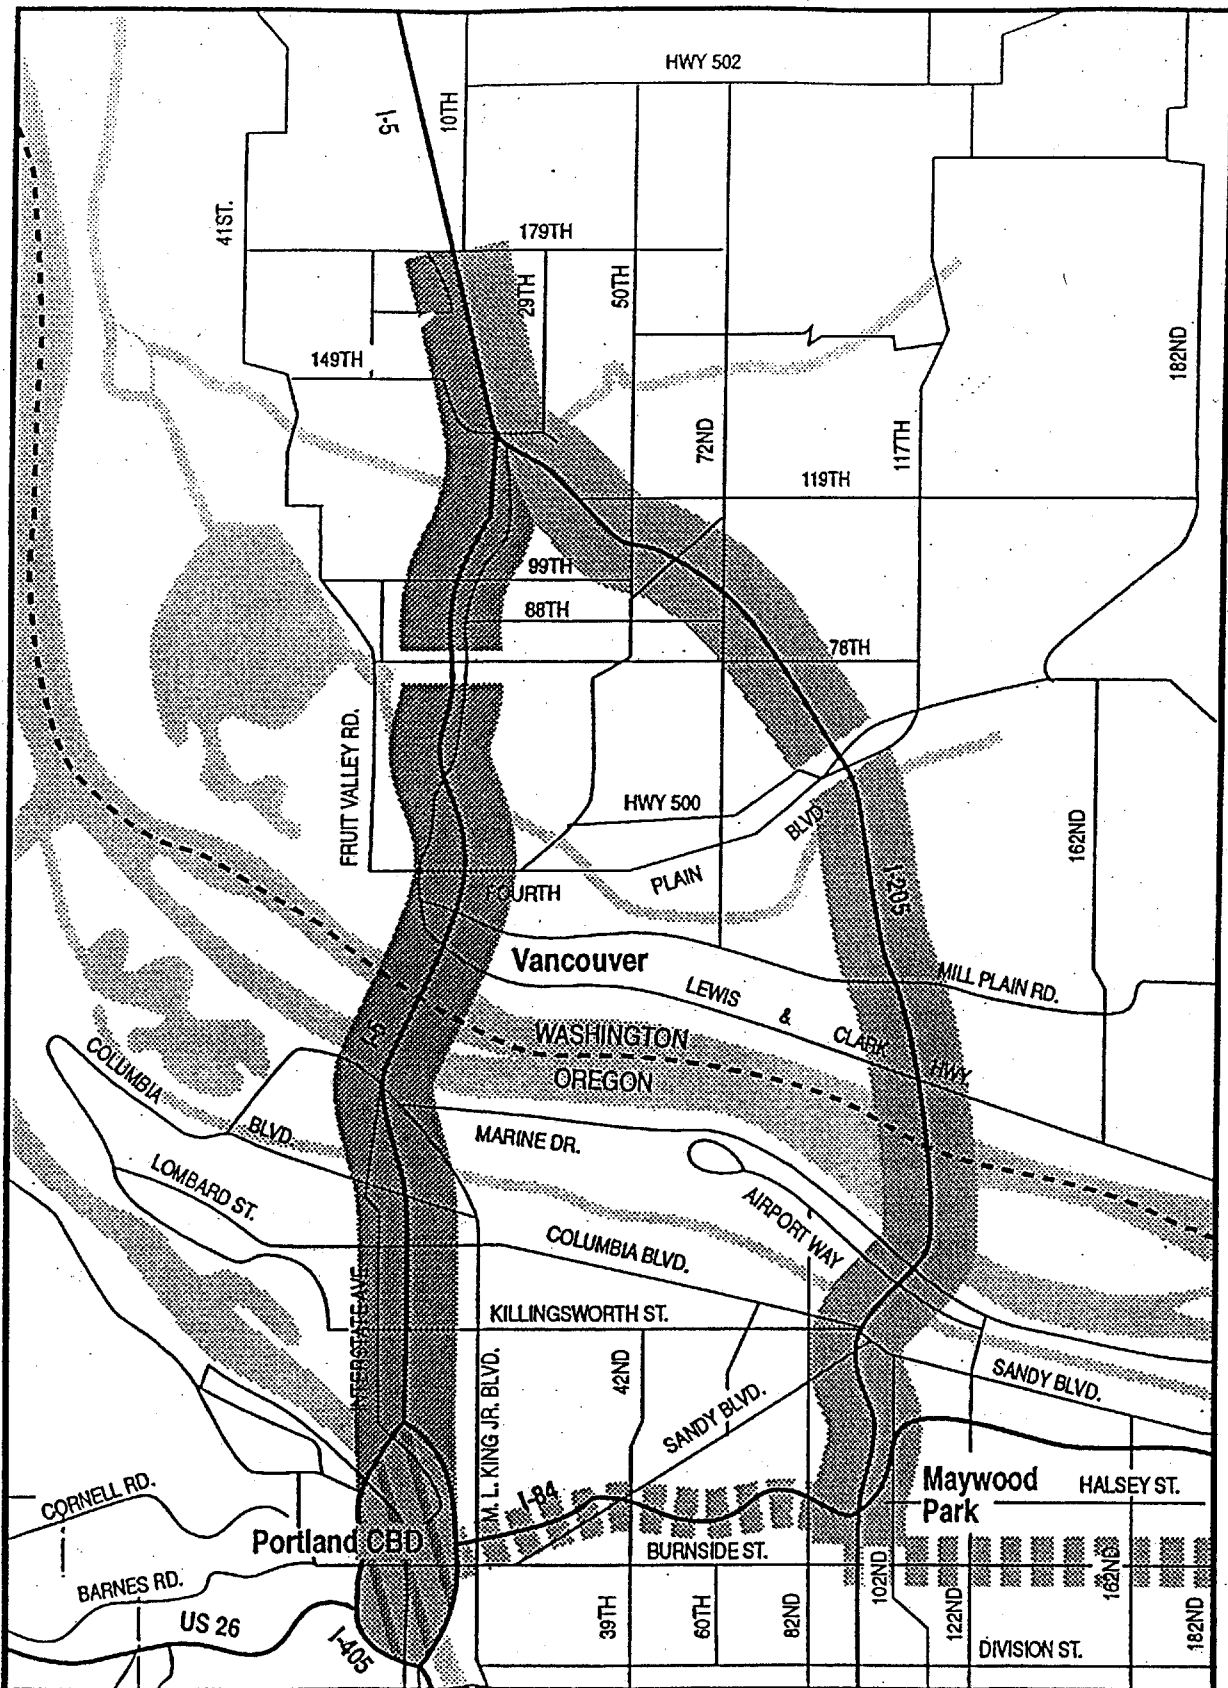 HWY 502
I-5
10TH
41ST.
179TH
29TH
50TH
149TH
182ND
72ND
117TH
119TH
99TH
88TH
78TH
FRUIT VALLEY RD.
HWY 500
BLVD.
162ND
PLAIN
FOURTH
I-205
Vancouver
MILL PLAIN RD.
LEWIS & CLARK HWY.
I-5
WASHINGTON
OREGON
COLUMBIA BLVD.
MARINE DR.
LOMBARD ST.
AIRPORT WAY
COLUMBIA BLVD.
INTERSTATE AVE.
KILLINGSWORTH ST.
M. L. KING JR. BLVD.
42ND
SANDY BLVD.
SANDY BLVD.
Maywood
Park
HALSEY ST.
CORNELL RD.
I-84
Portland CBD
BURNSIDE ST.
BARNES RD.
102ND
162ND
US 26
I-405
39TH
60TH
82ND
122ND
182ND
DIVISION ST.